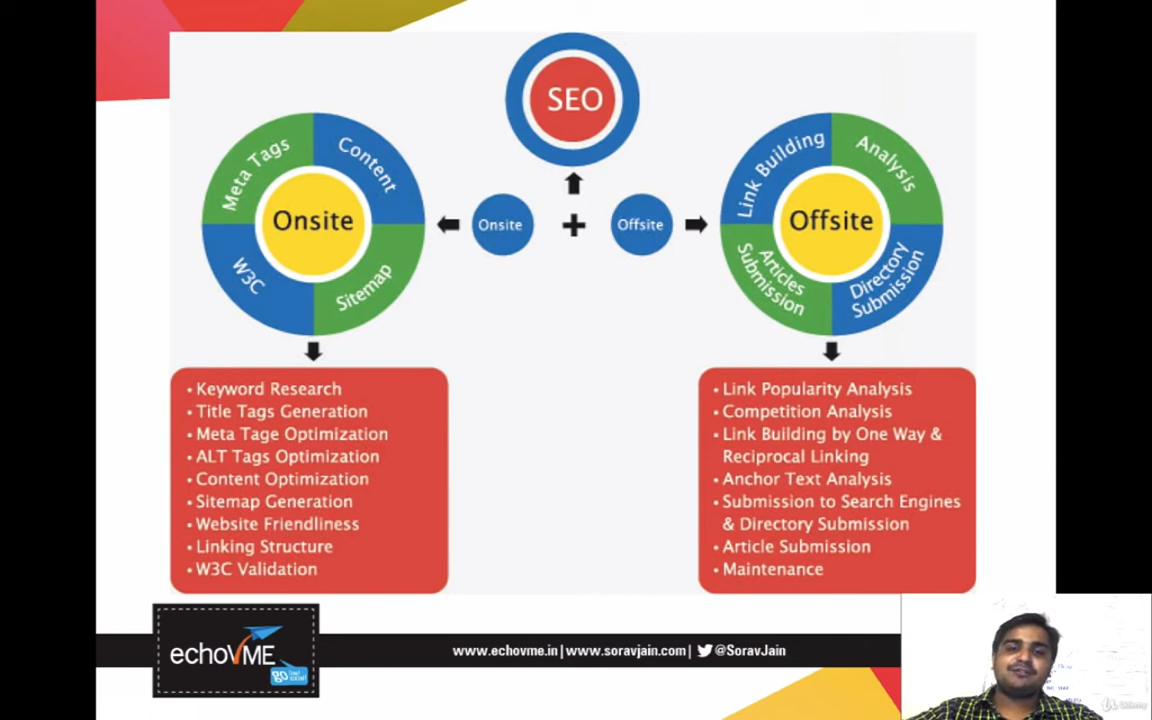 SEO
Meta Tags
Content
Onsite
W3C
Sitemap
Onsite
+
Offsite
Link Building
Analysis
Offsite
Articles
Submission
Directory
Submission
• Keyword Research
• Title Tags Generation
• Meta Tage Optimization
• ALT Tags Optimization
• Content Optimization
• Sitemap Generation
• Website Friendliness
• Linking Structure
• W3C Validation
• Link Popularity Analysis
• Competition Analysis
• Link Building by One Way &
Reciprocal Linking
• Anchor Text Analysis
• Submission to Search Engines
& Directory Submission
• Article Submission
• Maintenance
echoVME
www.echovme.in|www.soravjain.com| @SoravJain
Udemy